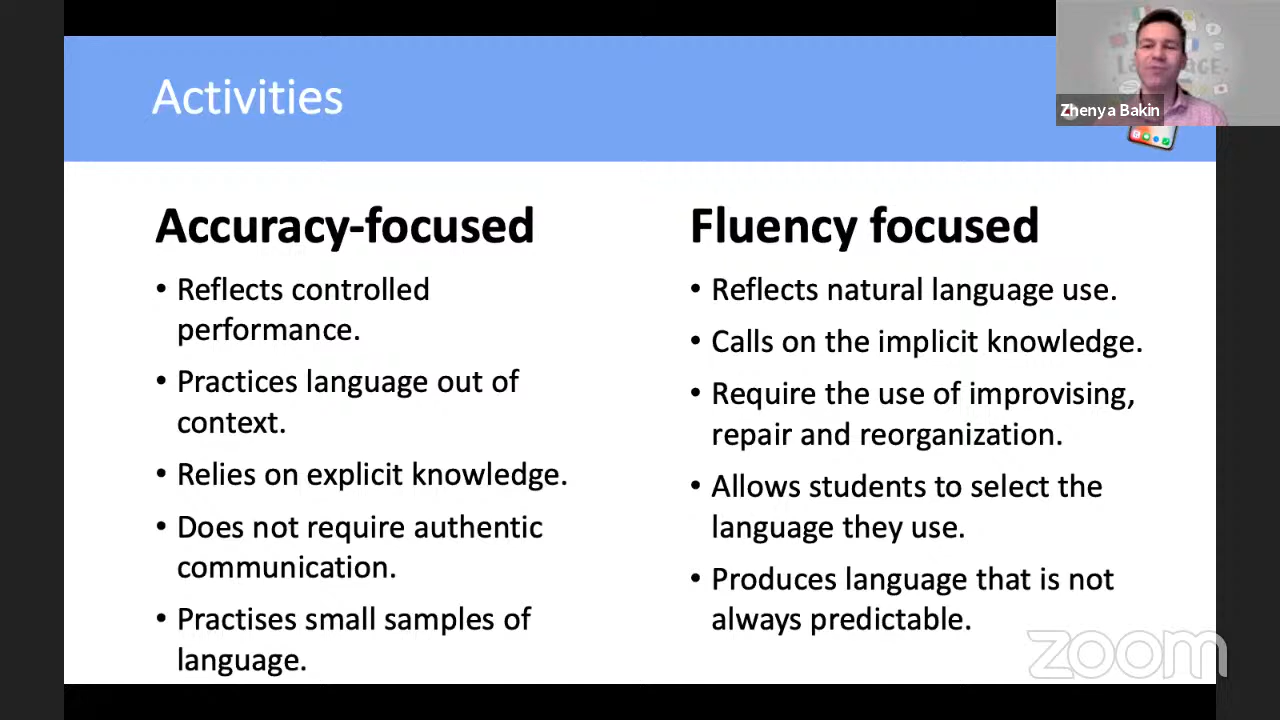 Activities
Zhenya Bakin
Accuracy-focused
• Reflects controlled
performance.
• Practices language out of
context.
• Relies on explicit knowledge.
• Does not require authentic
communication.
• Practises small samples of
language.
Fluency focused
• Reflects natural language use.
• Calls on the implicit knowledge.
• Require the use of improvising,
repair and reorganization.
• Allows students to select the
language they use.
• Produces language that is not
always predictable.
zoom